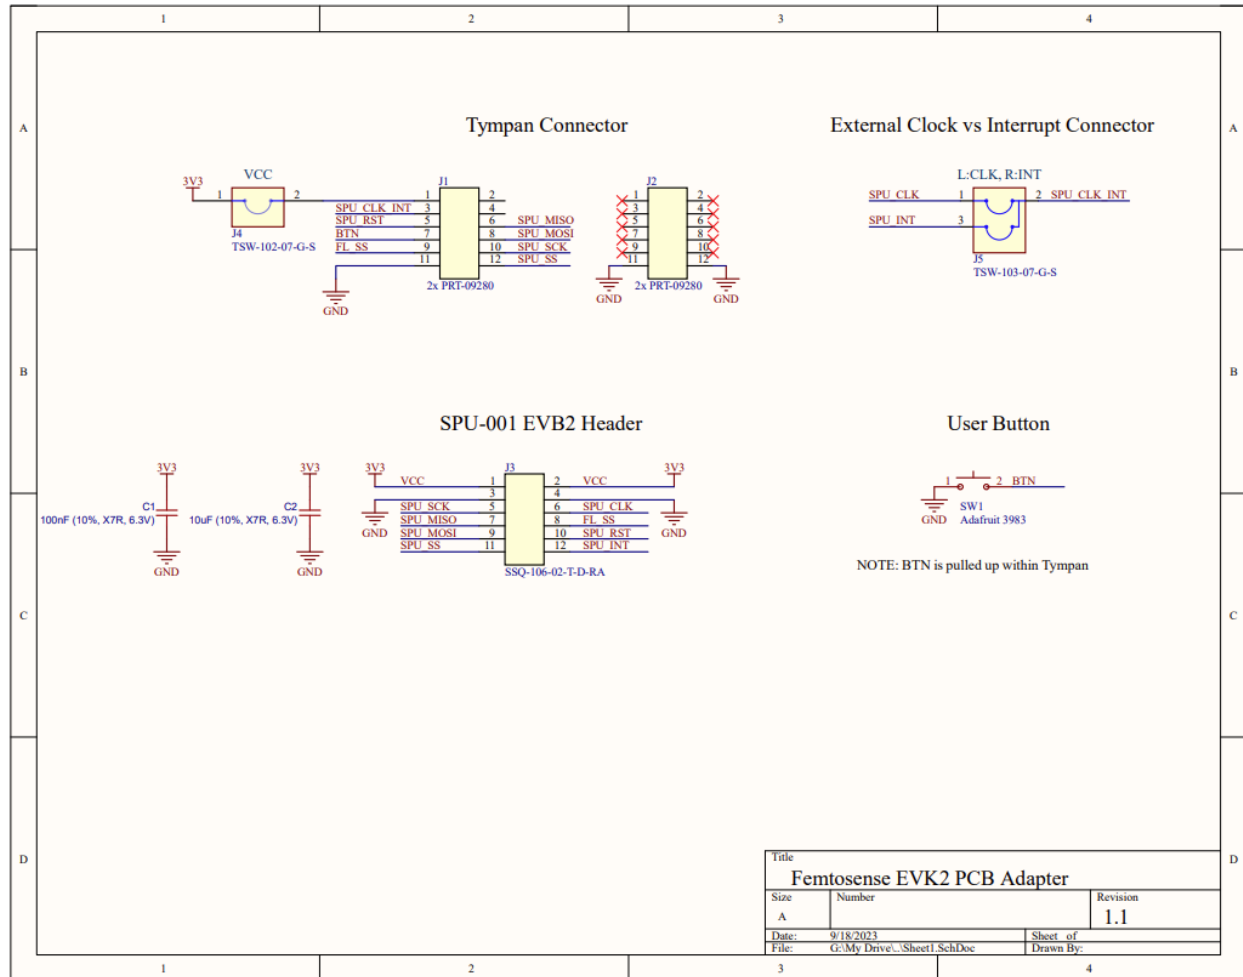 1 2 3 4
A A
Tympan Connector External Clock vs Interrupt Connector
3V3 VCC J1 J2 L:CLK, R:INT
1 2 1 2 1 2 SPU_CLK 1 2 SPU_CLK_INT
SPU_CLK_INT 3 4 3 4
SPU_RST 5 6 SPU_MISO 5 6 SPU_INT 3
J4 BTN 7 8 SPU_MOSI 7 8
TSW-102-07-G-S FL_SS 9 10 SPU_SCK 9 10 J5
11 12 SPU_SS 11 12 TSW-103-07-G-S
2x PRT-09280 2x PRT-09280
GND GND GND
B B
SPU-001 EVB2 Header User Button
3V3 3V3 3V3 J3 3V3
VCC 1 2 VCC 1 2 BTN
3 4
C1 C2 SPU_SCK 5 6 SPU_CLK SW1
100nF (10%, X7R, 6.3V) 10uF (10%, X7R, 6.3V) GND SPU_MISO 7 8 FL_SS GND GND Adafruit 3983
SPU_MOSI 9 10 SPU_RST
SPU_SS 11 12 SPU_INT
GND GND SSQ-106-02-T-D-RA
NOTE: BTN is pulled up within Tympan
C C
D D
Title
Femtosense EVK2 PCB Adapter
Size Number Revision
A 1.1
Date: 9/18/2023 Sheet of
File: G:\My Drive\..\Sheet1.SchDoc Drawn By:
1 2 3 4